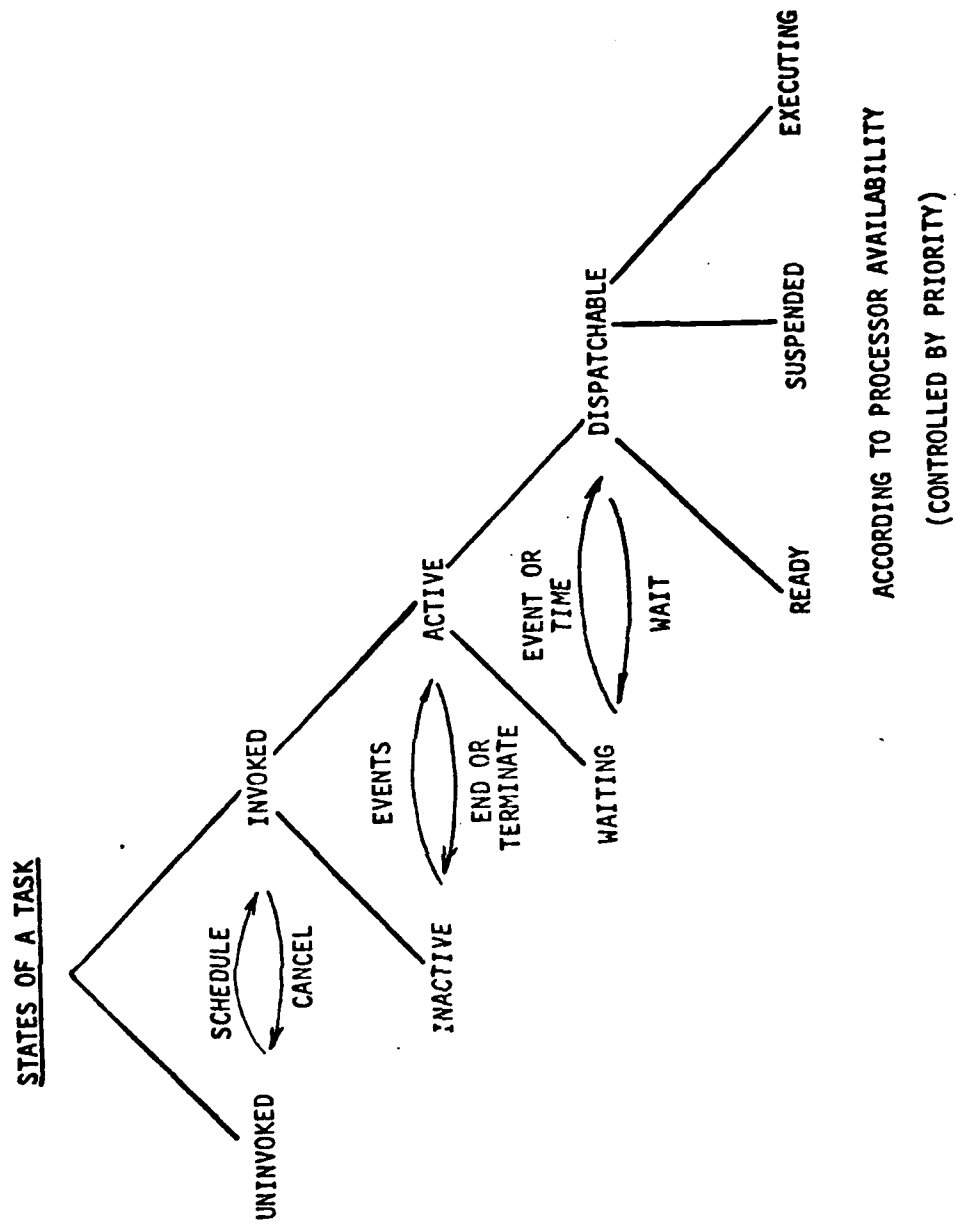 STATES OF A TASK
SCHEDULE
UNINVOKED
INVOKED
CANCEL
EVENTS
INACTIVE
ACTIVE
END OR
TERMINATE
EVENT OR
TIME
WAITING
DISPATCHABLE
WAIT
READY
SUSPENDED
EXECUTING
ACCORDING TO PROCESSOR AVAILABILITY
(CONTROLLED BY PRIORITY)